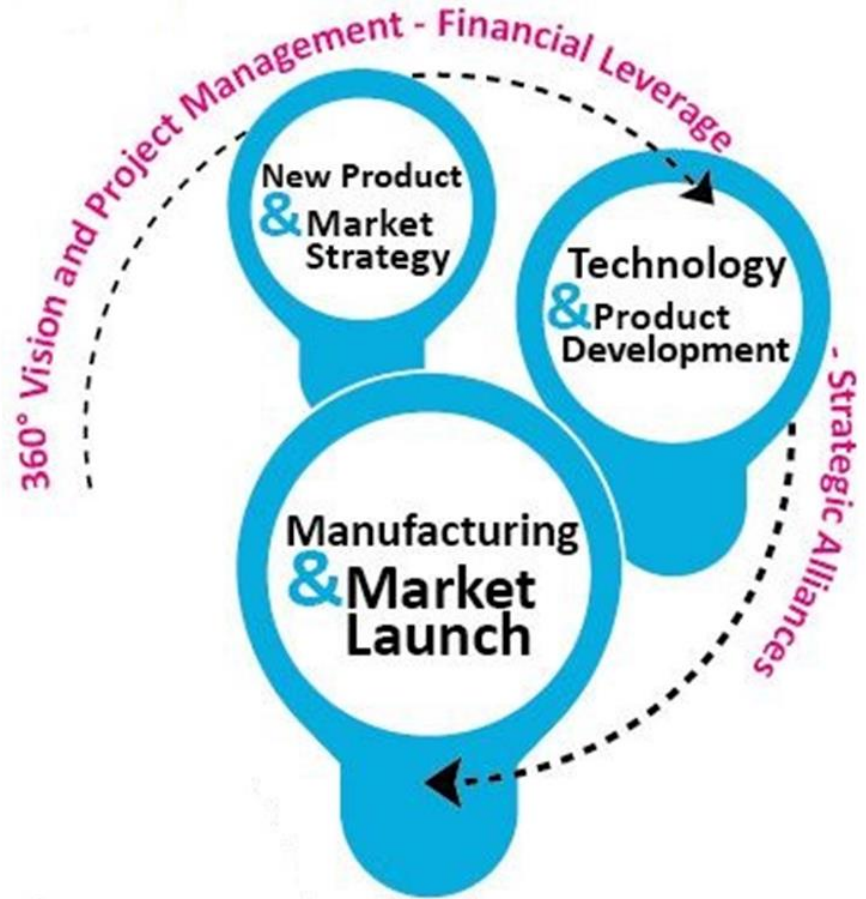 360° Vision and Project Management - Financial Leverage
- Strategic Alliances
New Product
& Market
Strategy
Technology
& Product
Development
Manufacturing
& Market
Launch